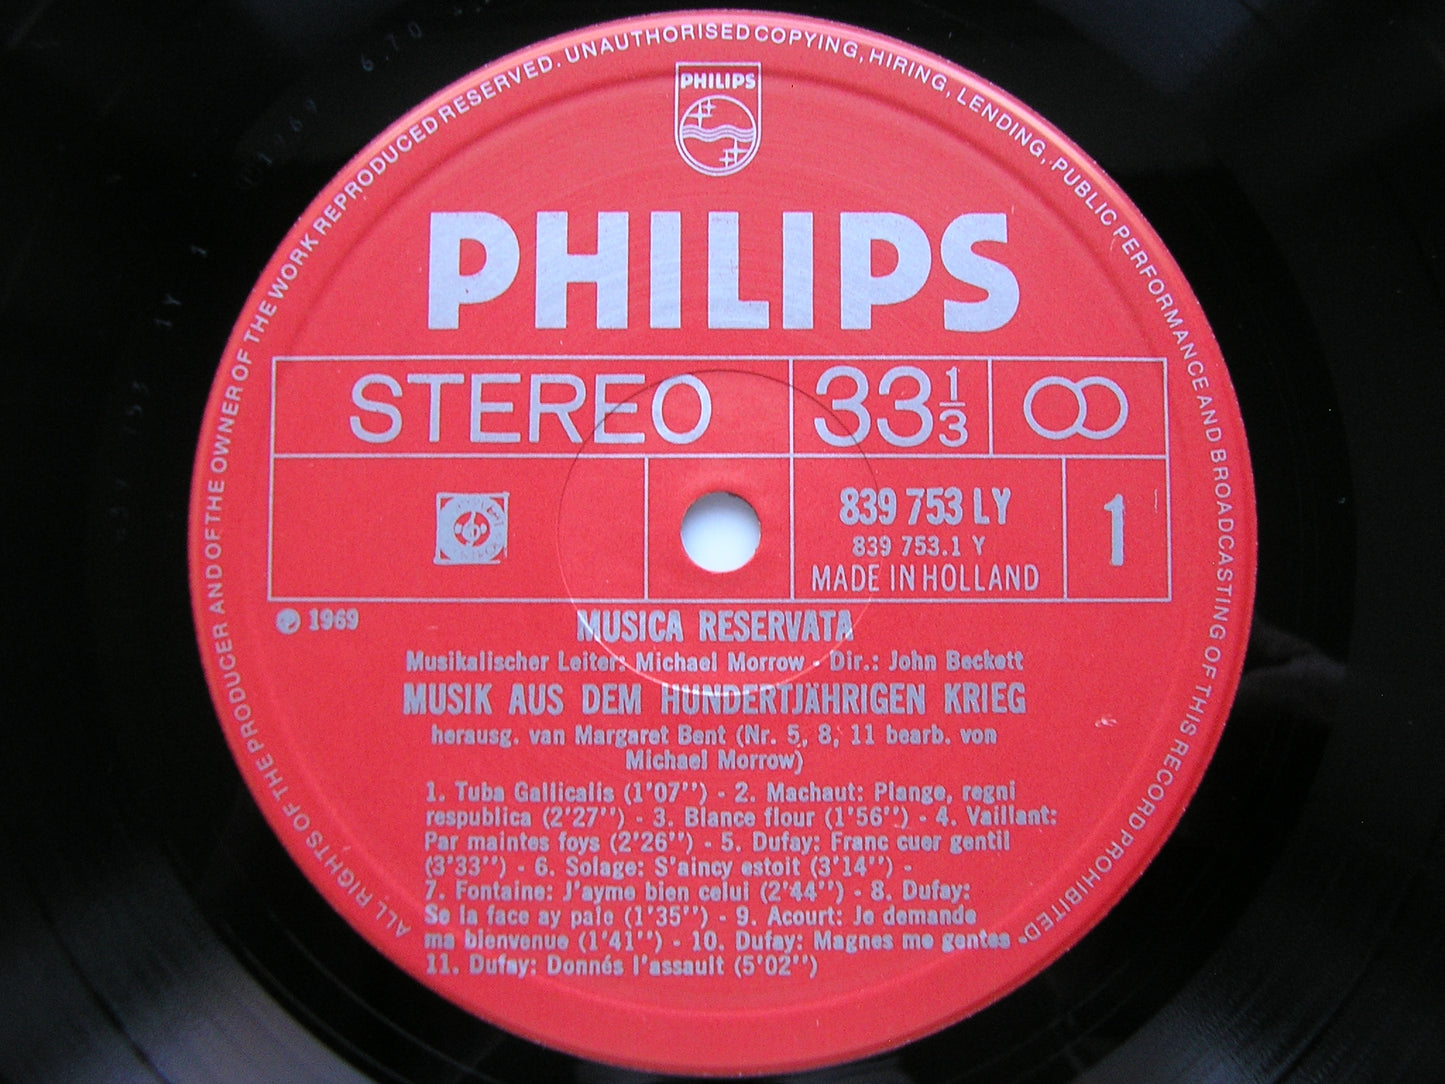 ALL RIGHTS OF THE PRODUCER AND OF THE OWNER OF THE WORK REPRODUCED RESERVED. UNAUTHORISED COPYING, HIRING, LENDING, PUBLIC PERFORMANCE AND BROADCASTING OF THIS RECORD PROHIBITED.
PHILIPS
PHILIPS
STEREO 33 1/3
839 753 LY
839 753.1 Y
MADE IN HOLLAND
1
℗ 1969
MUSICA RESERVATA
Musikalischer Leiter: Michael Morrow • Dir.: John Beckett
MUSIK AUS DEM HUNDERTJÄHRIGEN KRIEG
herausg. van Margaret Bent (Nr. 5, 8, 11 bearb. von
Michael Morrow)
1. Tuba Gallicalis (1'07'') - 2. Machaut: Plange, regni
respublica (2'27'') - 3. Blance flour (1'56'') - 4. Vaillant:
Par maintes foys (2'26'') - 5. Dufay: Franc cuer gentil
(3'33'') - 6. Solage: S'aincy estoit (3'14'') -
7. Fontaine: J'ayme bien celui (2'44'') - 8. Dufay:
Se la face ay pale (1'35'') - 9. Acourt: Je demande
ma bienvenue (1'41'') - 10. Dufay: Magnes me gentes -
11. Dufay: Donnés l'assault (5'02'')